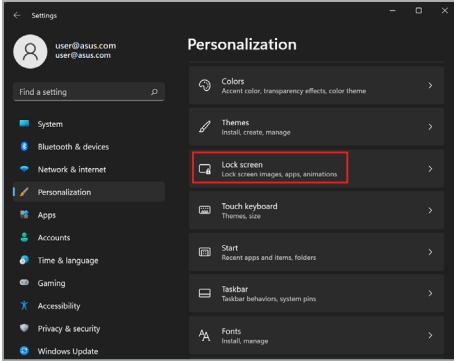 Settings
user@asus.com
user@asus.com
Find a setting
System
Bluetooth & devices
Network & internet
Personalization
Apps
Accounts
Time & language
Gaming
Accessibility
Privacy & security
Windows Update
Personalization
Colors
Accent color, transparency effects, color theme
Themes
Install, create, manage
Lock screen
Lock screen images, apps, animations
Touch keyboard
Themes, size
Start
Recent apps and items, folders
Taskbar
Taskbar behaviors, system pins
Fonts
Install, manage